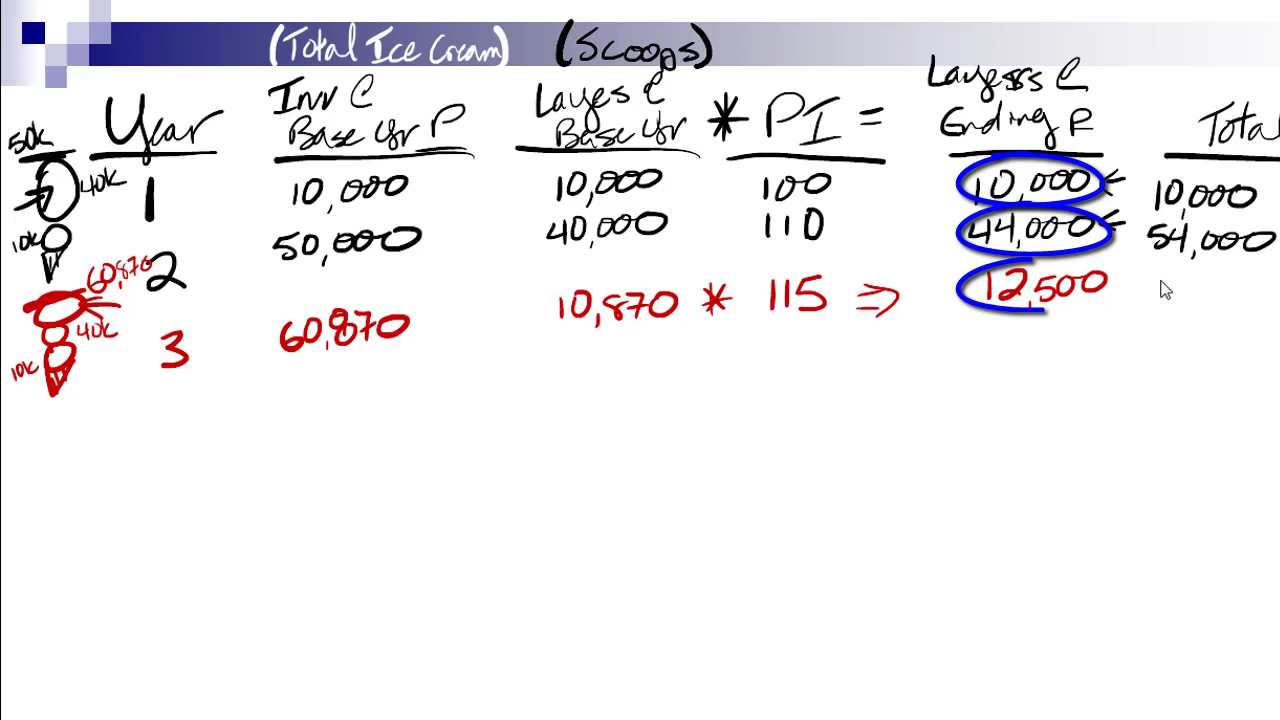 (Total Ice Cream) (Scoops)
Year Inv @ Base Yr P Layers @ Base Yr * PI = Layers @ Ending P Total
50k
40k 1 10,000 10,000 100 10,000 10,000
10k 50,000 40,000 110 44,000 54,000
2
60,870 10,870 * 115 ⇒ 12,500
40k 3 60,870
10k